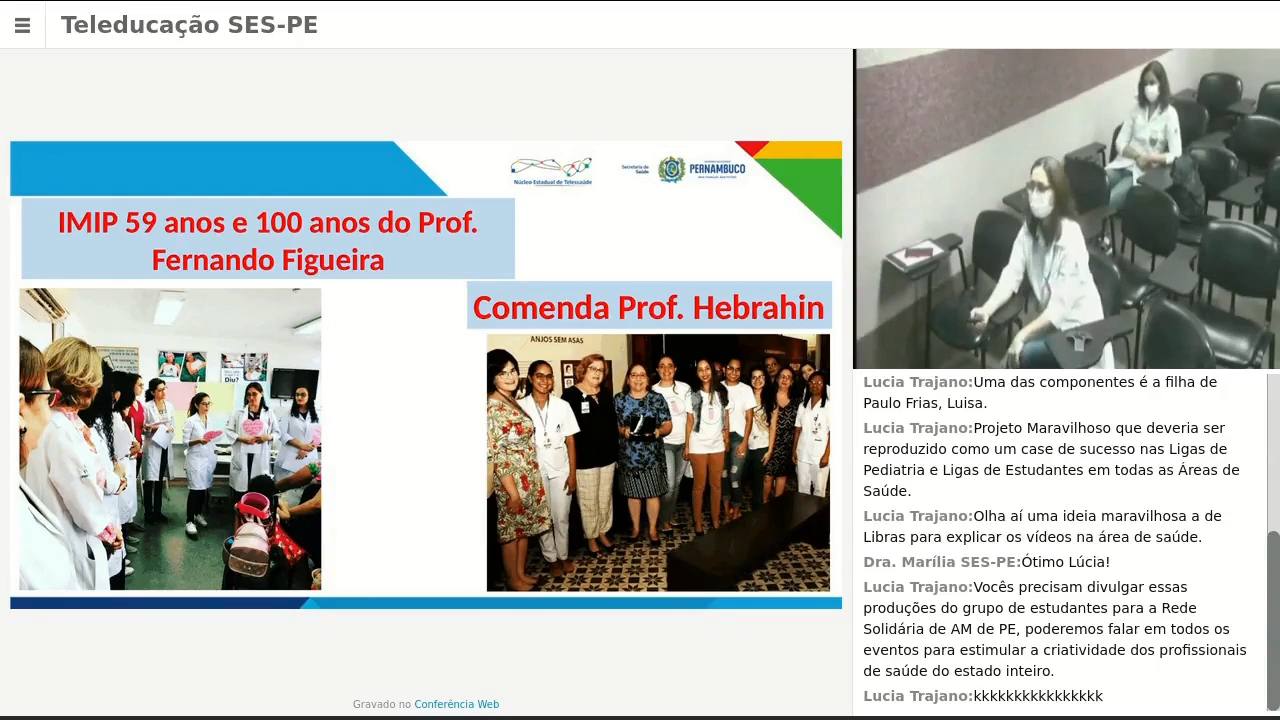 Teleducação SES-PE
Núcleo Estadual de Telessaúde
Secretaria de
Saúde
PERNAMBUCO
IMIP 59 anos e 100 anos do Prof.
Fernando Figueira
Comenda Prof. Hebrahin
Diu?
ANJOS SEM ASAS
Lucia Trajano:Uma das componentes é a filha de
Paulo Frias, Luisa.
Lucia Trajano:Projeto Maravilhoso que deveria ser
reproduzido como um case de sucesso nas Ligas de
Pediatria e Ligas de Estudantes em todas as Áreas de
Saúde.
Lucia Trajano:Olha aí uma ideia maravilhosa a de
Libras para explicar os vídeos na área de saúde.
Dra. Marília SES-PE:Ótimo Lúcia!
Lucia Trajano:Vocês precisam divulgar essas
produções do grupo de estudantes para a Rede
Solidária de AM de PE, poderemos falar em todos os
eventos para estimular a criatividade dos profissionais
de saúde do estado inteiro.
Lucia Trajano:kkkkkkkkkkkkkkkk
Gravado no Conferência Web